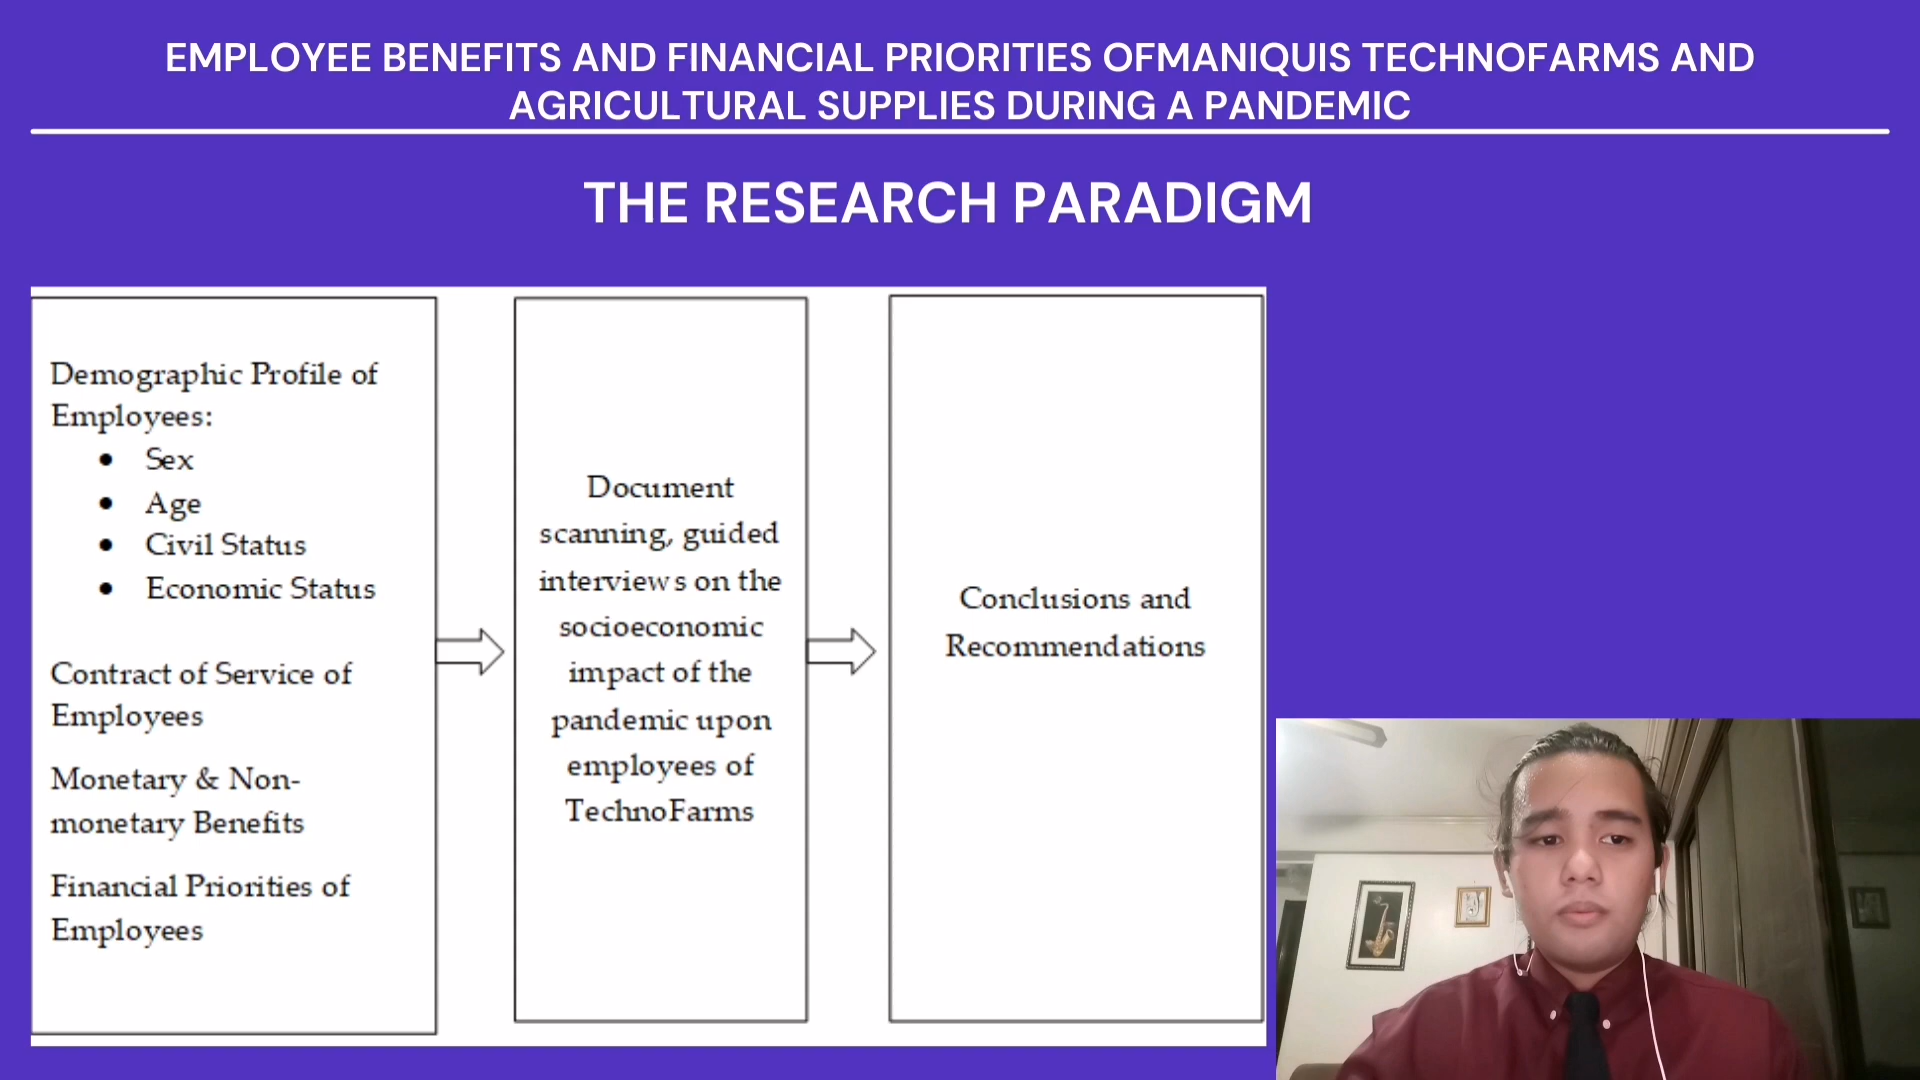 EMPLOYEE BENEFITS AND FINANCIAL PRIORITIES OFMANIQUIS TECHNOFARMS AND
AGRICULTURAL SUPPLIES DURING A PANDEMIC
THE RESEARCH PARADIGM
Demographic Profile of
Employees:
● Sex
● Age
● Civil Status
● Economic Status
Contract of Service of
Employees
Monetary & Non-
monetary Benefits
Financial Priorities of
Employees
Document
scanning, guided
interviews on the
socioeconomic
impact of the
pandemic upon
employees of
TechnoFarms
Conclusions and
Recommendations